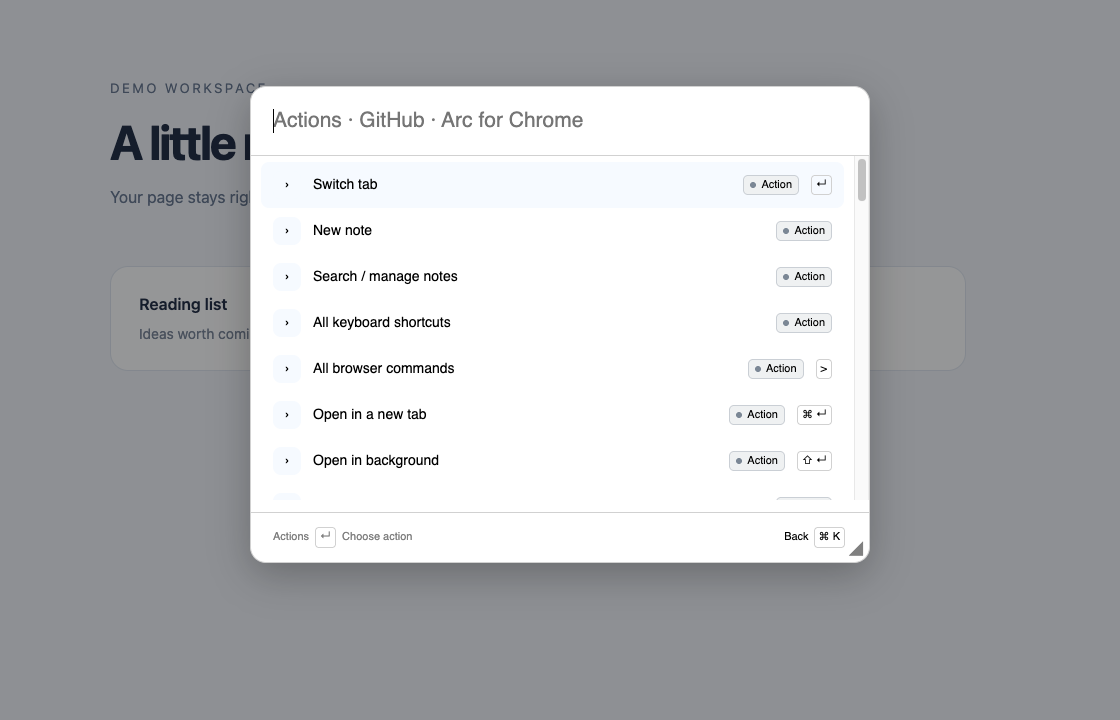 DEMO WORKSPACE
A little
Your page stays
Reading list
Ideas worth
Actions · GitHub · Arc for Chrome
› Switch tab Action ↵
› New note Action
› Search / manage notes Action
› All keyboard shortcuts Action
› All browser commands Action >
› Open in a new tab Action ⌘ ↵
› Open in background Action ⇧ ↵
Actions ↵ Choose action Back ⌘ K